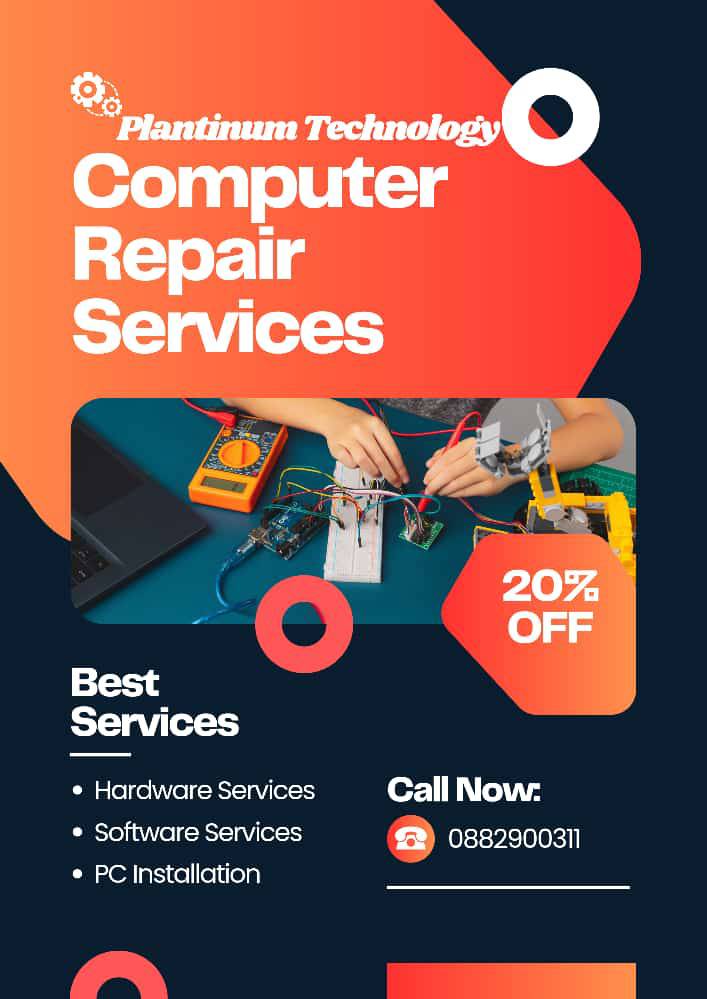 Plantinum Technology
Computer
Repair
Services
20%
OFF
Best
Services
• Hardware Services
• Software Services
• PC Installation
Call Now:
0882900311